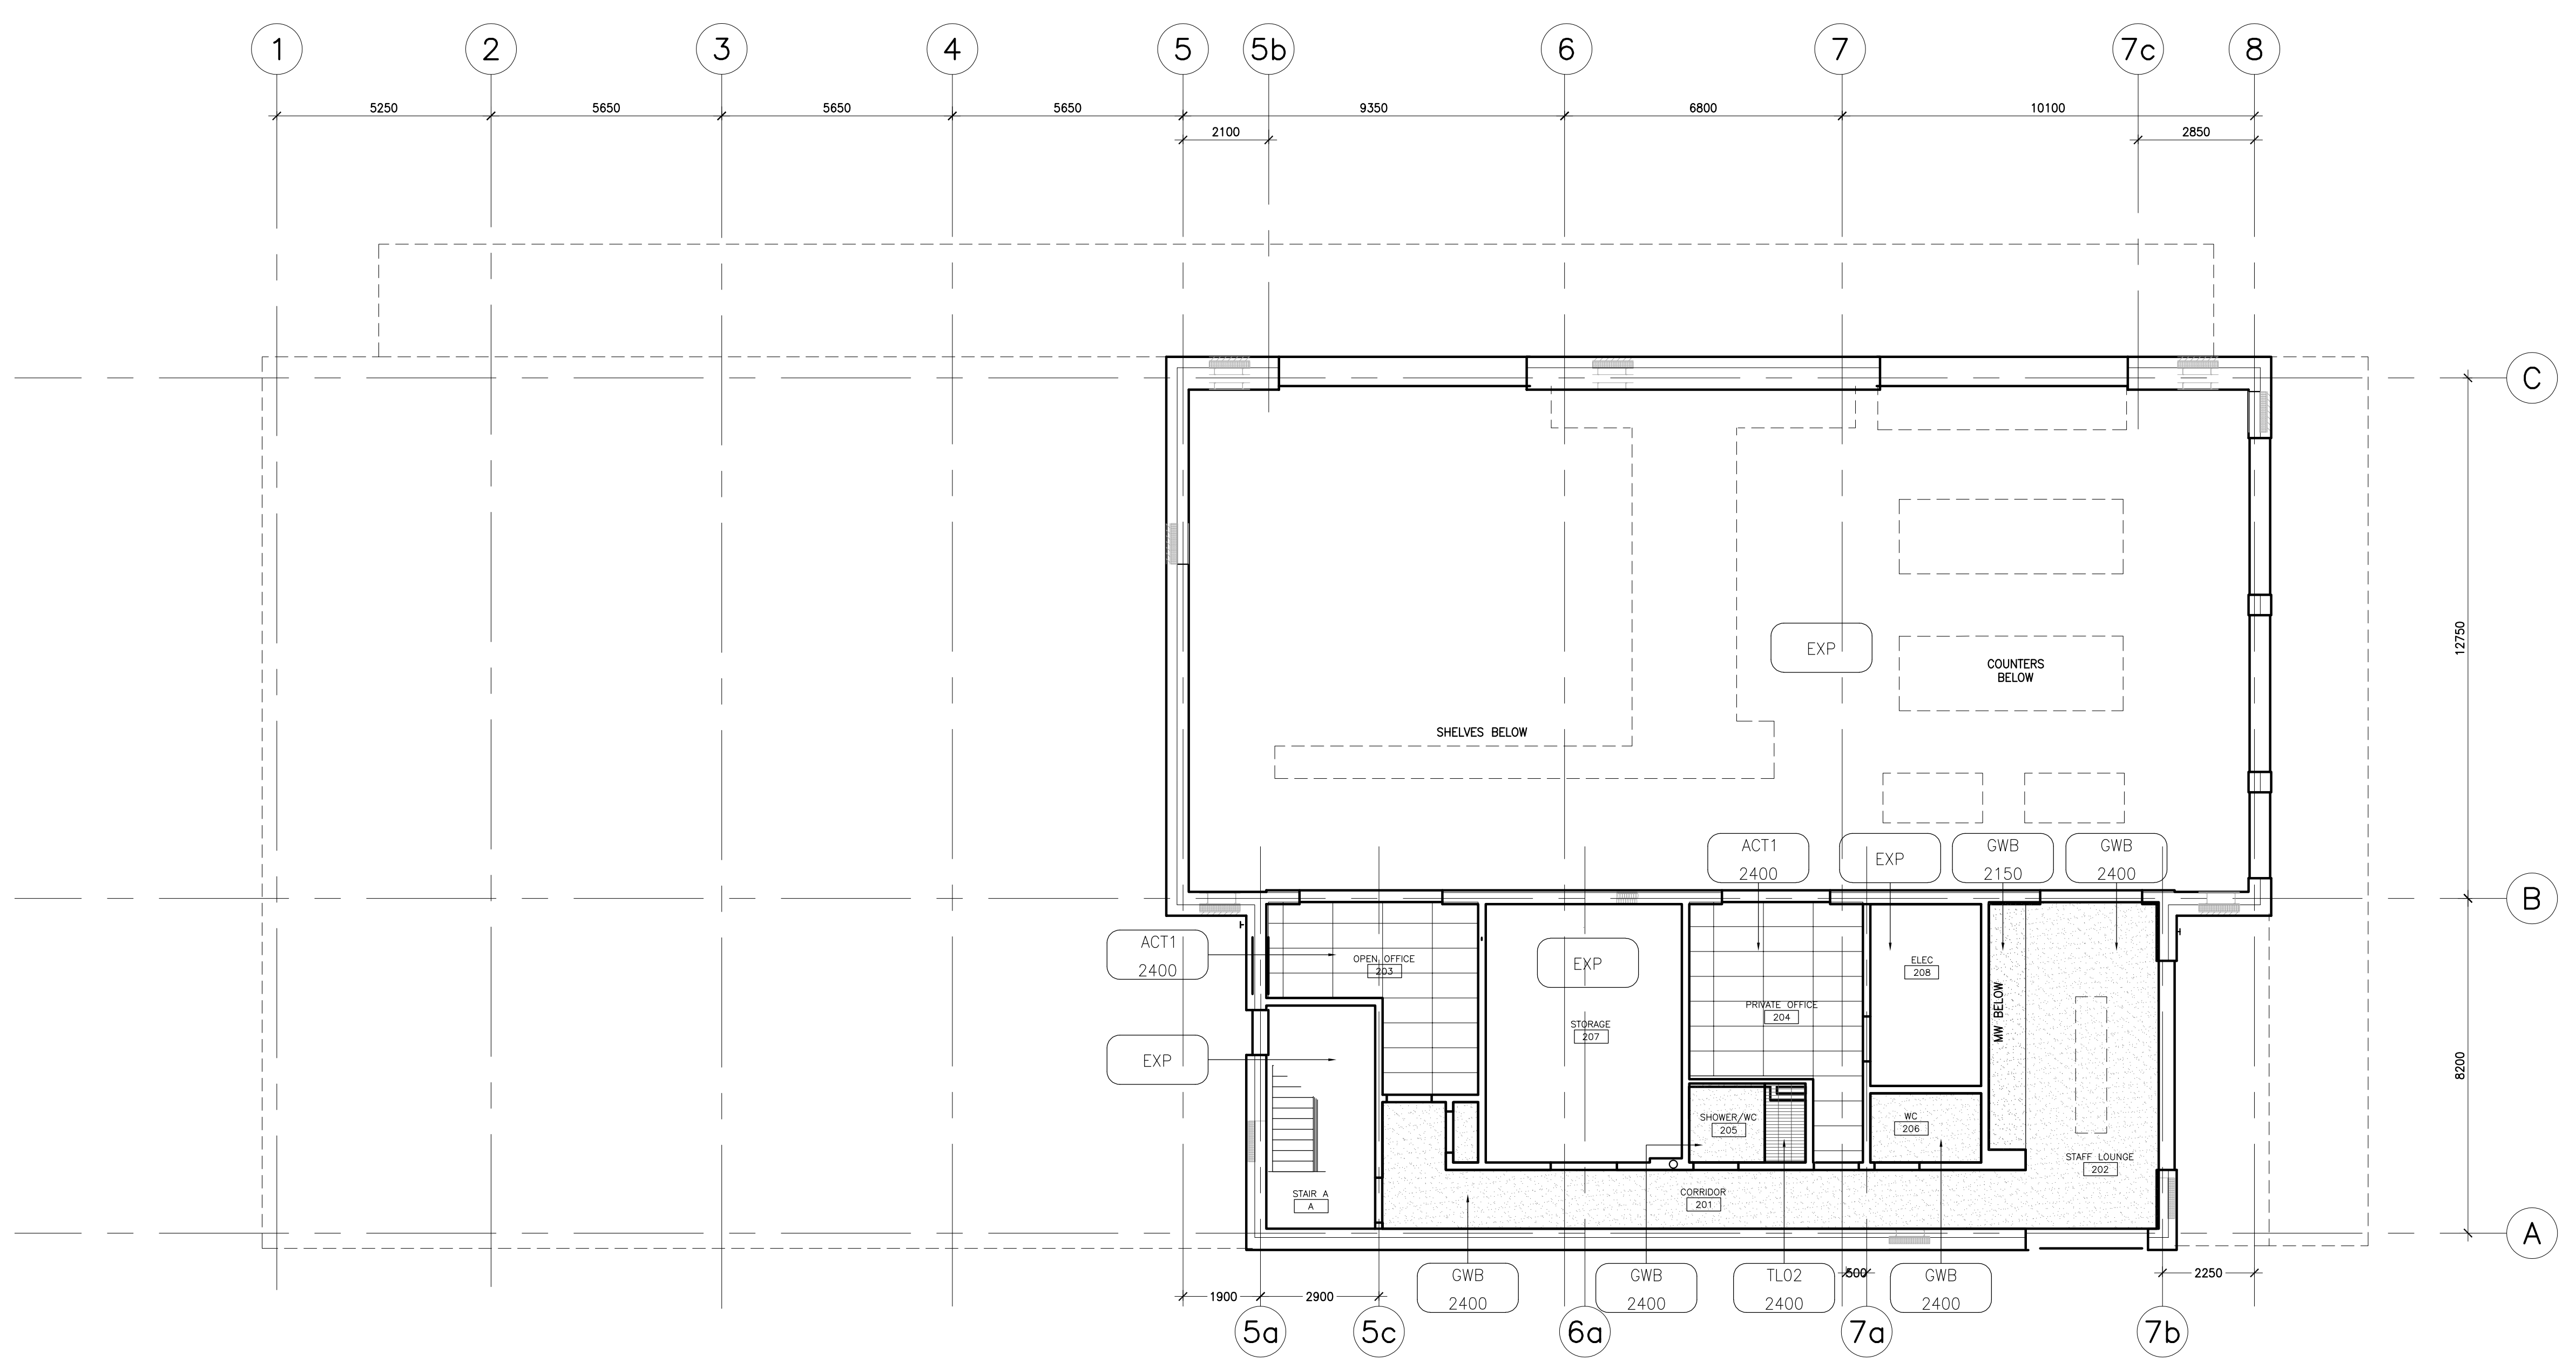 1
2
3
4
5
5b
6
7
7c
8
5250
5650
5650
5650
9350
6800
10100
2100
2850
C
12750
EXP
COUNTERS
BELOW
SHELVES BELOW
ACT1
2400
EXP
GWB
2150
GWB
2400
B
ACT1
2400
OPEN OFFICE
203
EXP
ELEC
208
MW BELOW
PRIVATE OFFICE
204
STORAGE
207
EXP
8200
SHOWER/WC
205
WC
206
STAFF LOUNGE
202
STAIR A
A
CORRIDOR
201
A
GWB
2400
GWB
2400
TL02
2400
500
GWB
2400
2250
1900
2900
5a
5c
6a
7a
7b